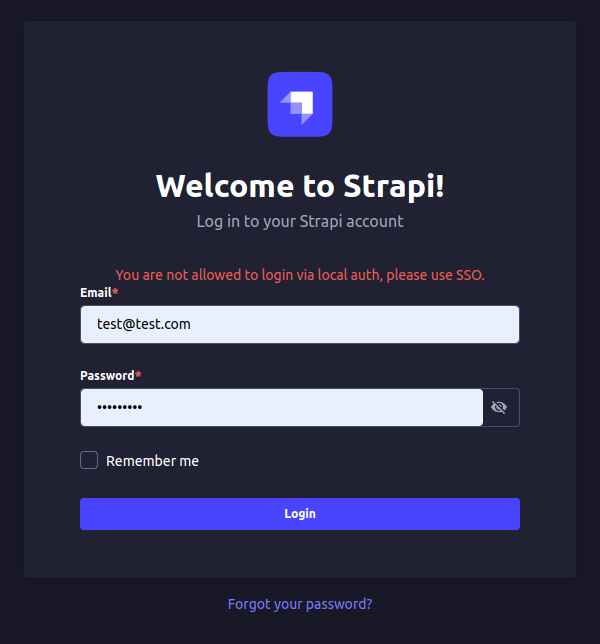 Welcome to Strapi!
Log in to your Strapi account
You are not allowed to login via local auth, please use SSO.
Email*
test@test.com
Password*
•••••••••
Remember me
Login
Forgot your password?